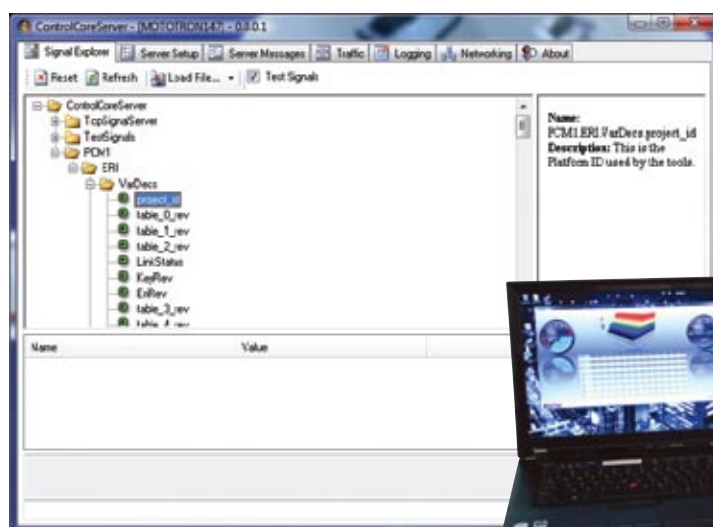 ControlCoreServer - [MOTOTRON147] - 0.0.0.1
Signal Explorer Server Setup Server Messages Traffic Logging Networking About
Reset Refresh Load File... Test Signals
ControlCoreServer
TcpSignalServer
TestSignals
PCM1
ERI
VarDecs
project_id
table_0_rev
table_1_rev
table_2_rev
LinkStatus
KeyRev
EriRev
table_3_rev
table_4_rev
Name:
PCM1.ERI.VarDecs.project_id
Description: This is the
Platform ID used by the tools.
Name Value